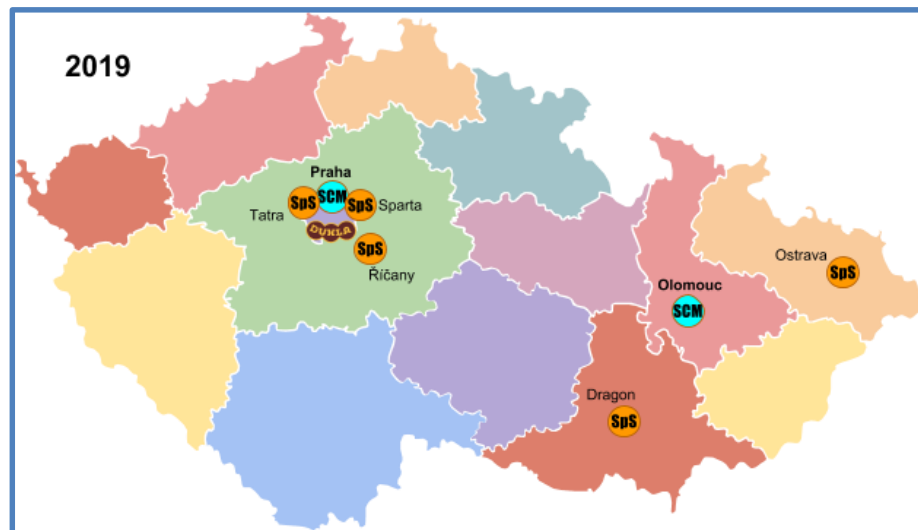 2019
Praha
SpS
SCM
SpS
Tatra
Sparta
DUKLA
SpS
Říčany
Ostrava
SpS
Olomouc
SCM
Dragon
SpS